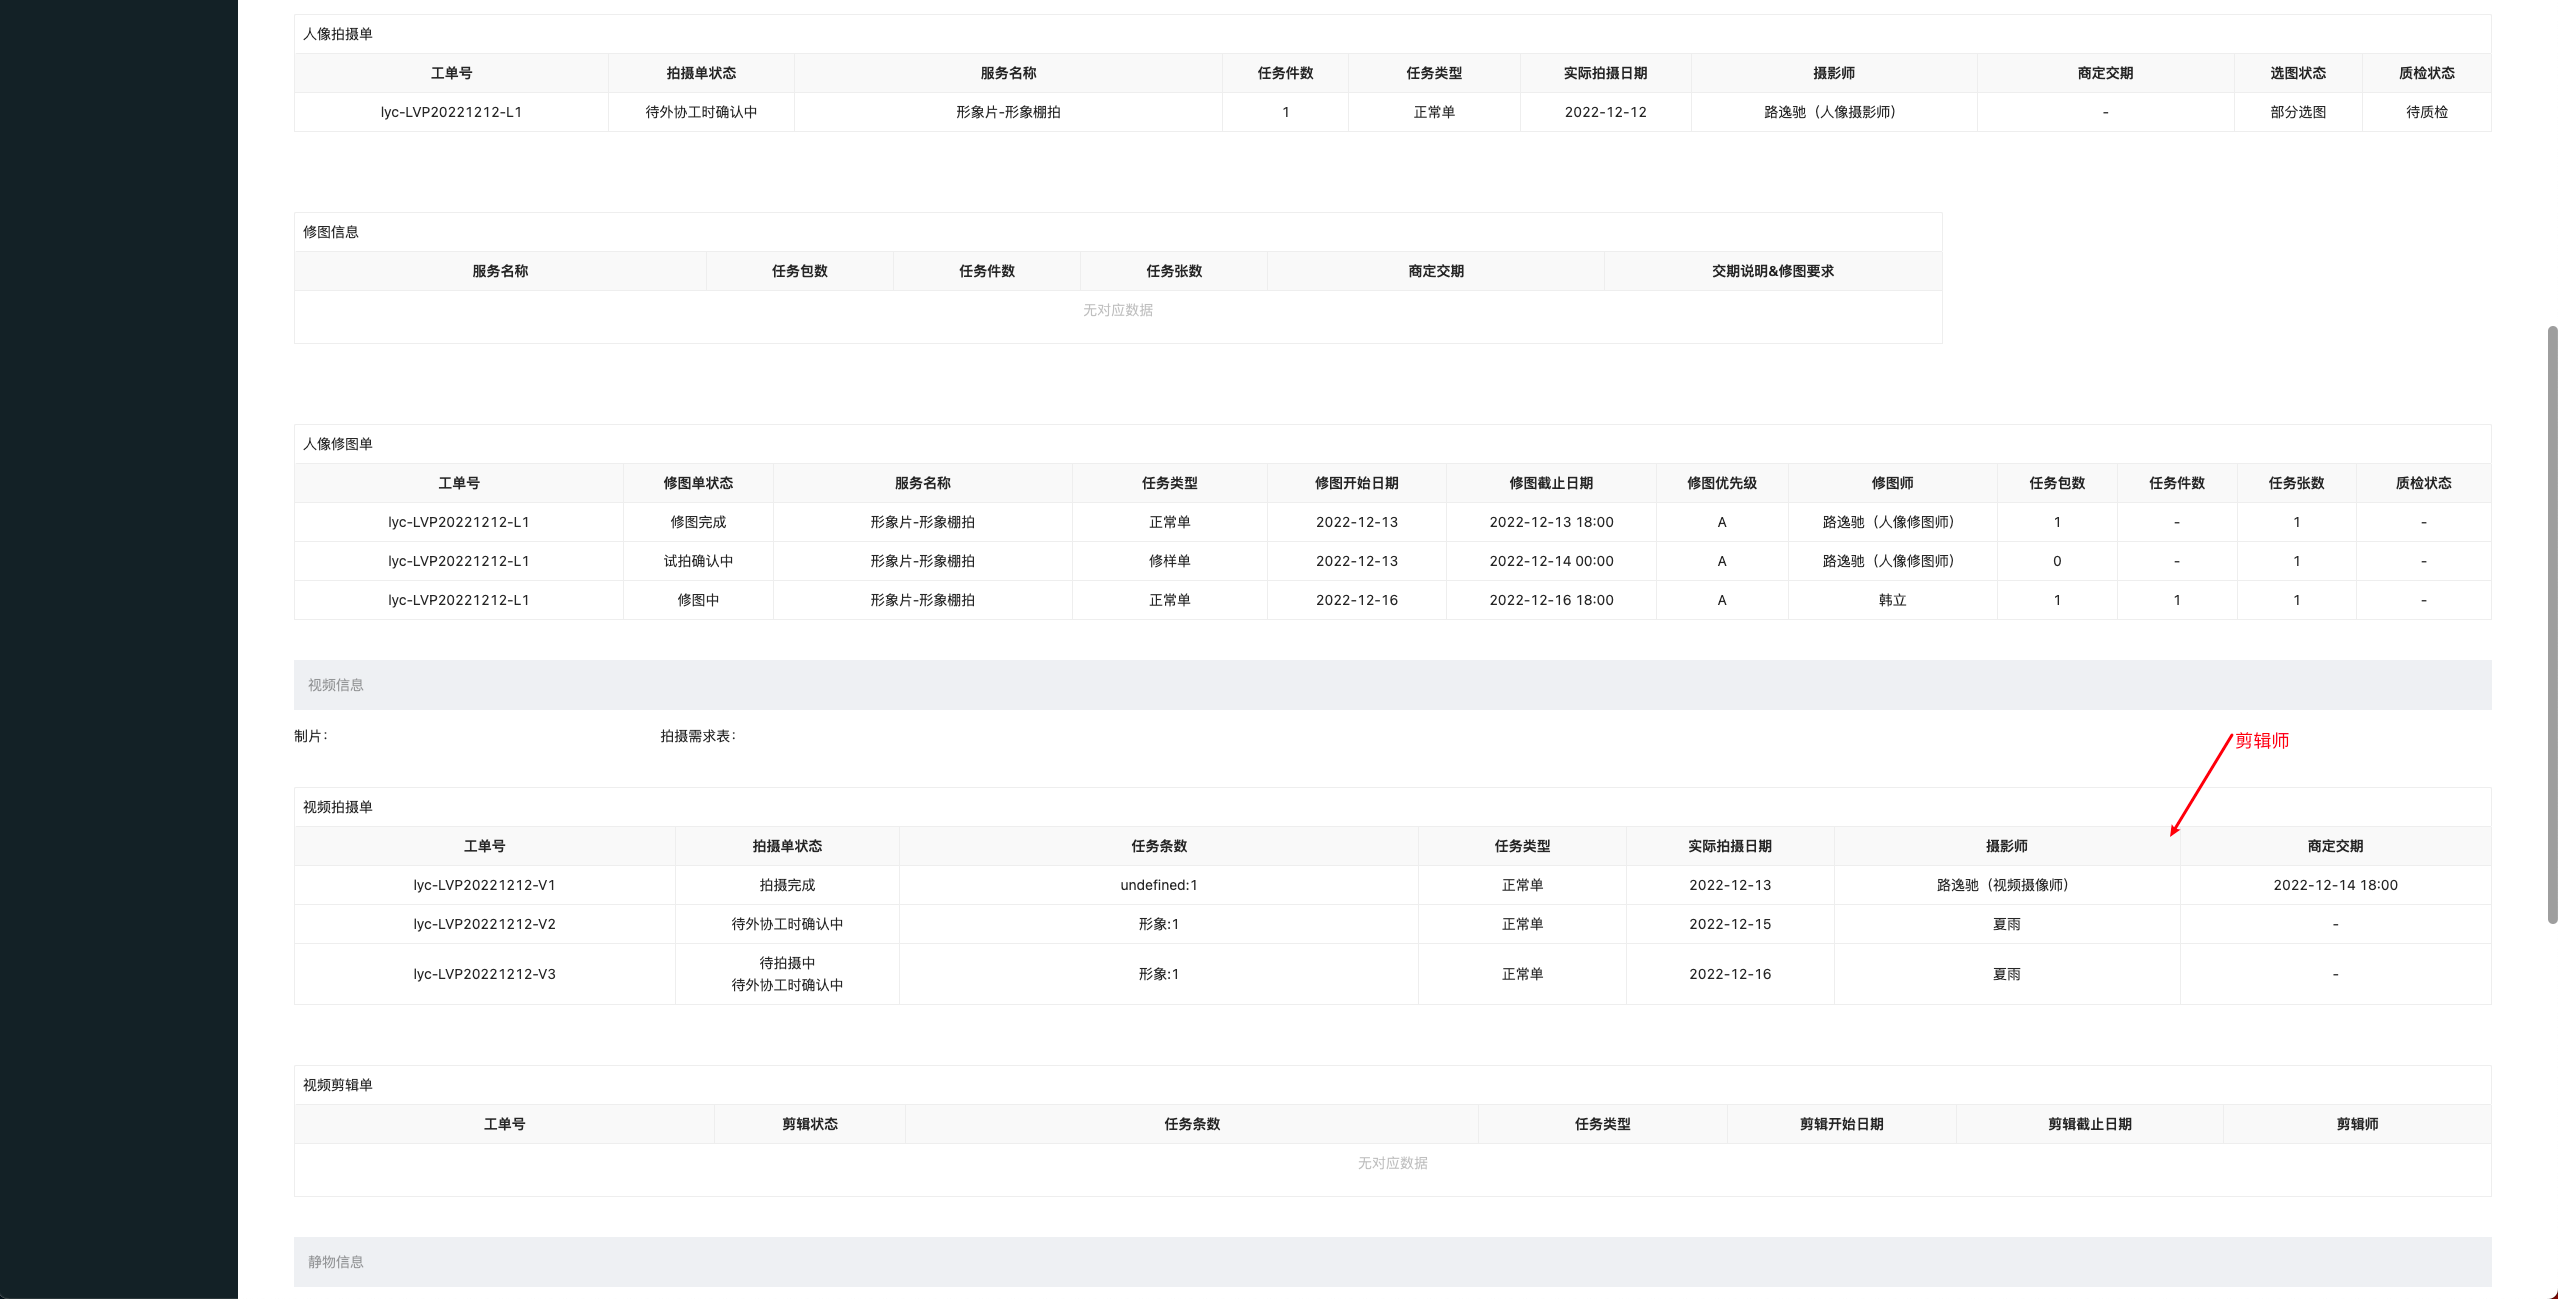 人像拍摄单
工单号 拍摄单状态 服务名称 任务件数 任务类型 实际拍摄日期 摄影师 商定交期 选图状态 质检状态
lyc-LVP20221212-L1 待外协工时确认中 形象片-形象棚拍 1 正常单 2022-12-12 路逸驰（人像摄影师） - 部分选图 待质检
修图信息
服务名称 任务包数 任务件数 任务张数 商定交期 交期说明&修图要求
无对应数据
人像修图单
工单号 修图单状态 服务名称 任务类型 修图开始日期 修图截止日期 修图优先级 修图师 任务包数 任务件数 任务张数 质检状态
lyc-LVP20221212-L1 修图完成 形象片-形象棚拍 正常单 2022-12-13 2022-12-13 18:00 A 路逸驰（人像修图师） 1 - 1 -
lyc-LVP20221212-L1 试拍确认中 形象片-形象棚拍 修样单 2022-12-13 2022-12-14 00:00 A 路逸驰（人像修图师） 0 - 1 -
lyc-LVP20221212-L1 修图中 形象片-形象棚拍 正常单 2022-12-16 2022-12-16 18:00 A 韩立 1 1 1 -
视频信息
制片： 拍摄需求表：
剪辑师
视频拍摄单
工单号 拍摄单状态 任务条数 任务类型 实际拍摄日期 摄影师 商定交期
lyc-LVP20221212-V1 拍摄完成 undefined:1 正常单 2022-12-13 路逸驰（视频摄像师） 2022-12-14 18:00
lyc-LVP20221212-V2 待外协工时确认中 形象:1 正常单 2022-12-15 夏雨 -
lyc-LVP20221212-V3 待拍摄中 形象:1 正常单 2022-12-16 夏雨 -
待外协工时确认中
视频剪辑单
工单号 剪辑状态 任务条数 任务类型 剪辑开始日期 剪辑截止日期 剪辑师
无对应数据
静物信息